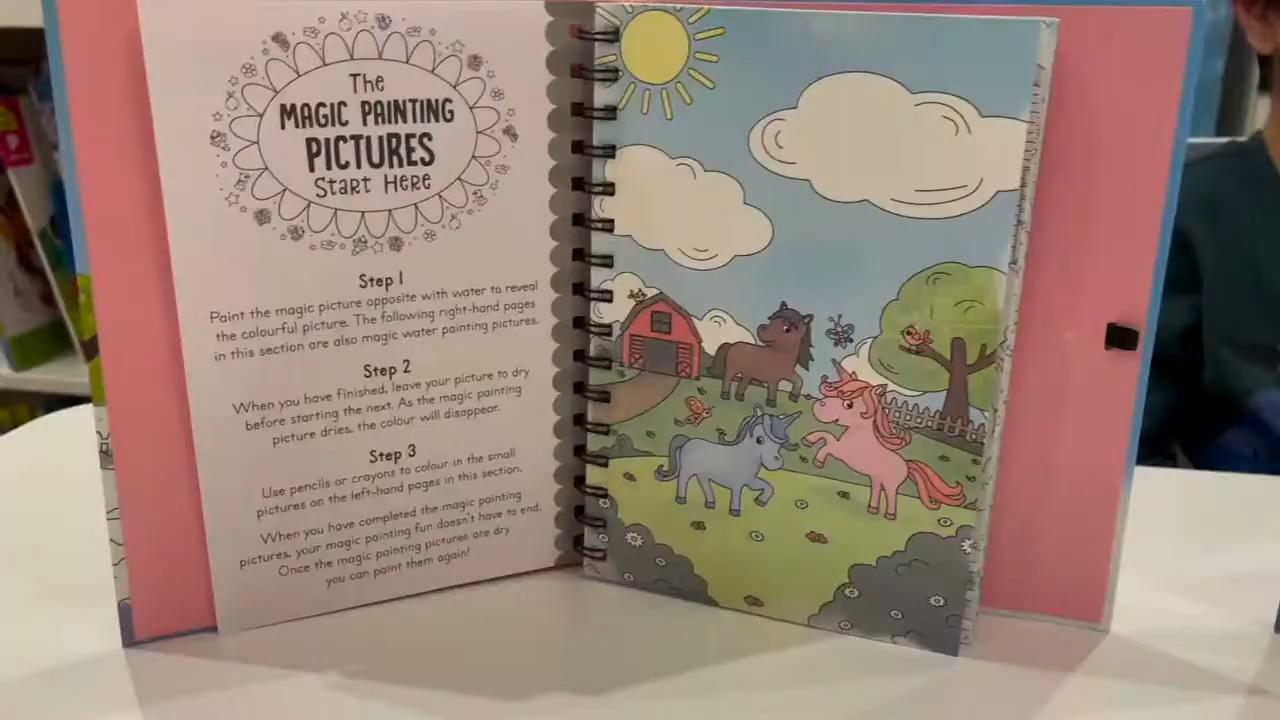 The
MAGIC PAINTING
PICTURES
START HERE
Step 1
Paint the magic picture opposite with water to reveal
the colourful picture. The following right-hand pages
in this section are also magic water painting pictures.
Step 2
When you have finished, leave your picture to dry
before starting the next. As the magic painting
picture dries, the colour will disappear.
Step 3
Use pencils or crayons to colour in the small
pictures on the left-hand pages in this section.
When you have completed the magic painting
pictures, your magic painting fun doesn't have to end.
Once the magic painting pictures are dry
you can paint them again!